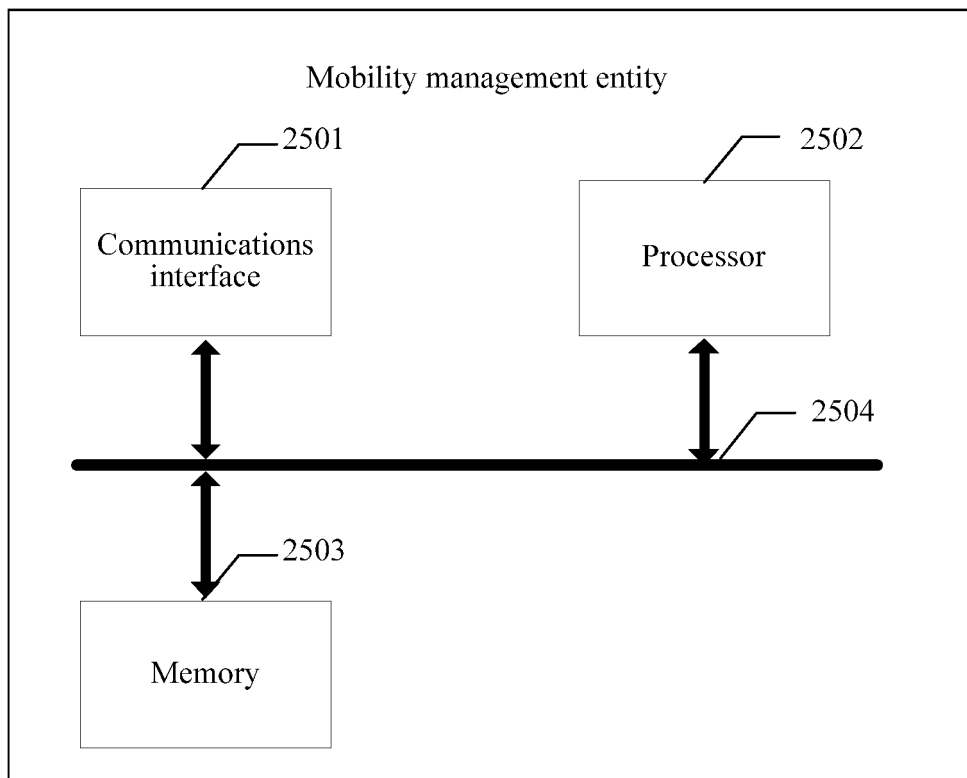 Mobility management entity
2501
2502
Communications
interface
Processor
2504
2503
Memory